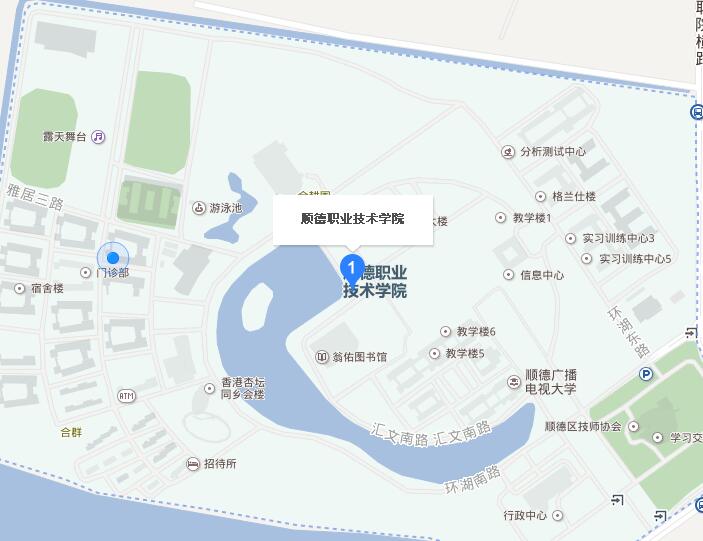 联院横路
露天舞台
分析测试中心
雅居三路
游泳池
格兰仕楼
顺德职业技术学院
教学楼1
实习训练中心3
实习训练中心5
门诊部
信息中心
1
顺德职业
技术学院
宿舍楼
环湖东路
教学楼6
教学楼5
翁佑图书馆
P
香港杏坛
同乡会楼
ATM
顺德广播
电视大学
合群
汇文南路 汇文南路
顺德区技师协会
学习交
招待所
环湖南路
行政中心